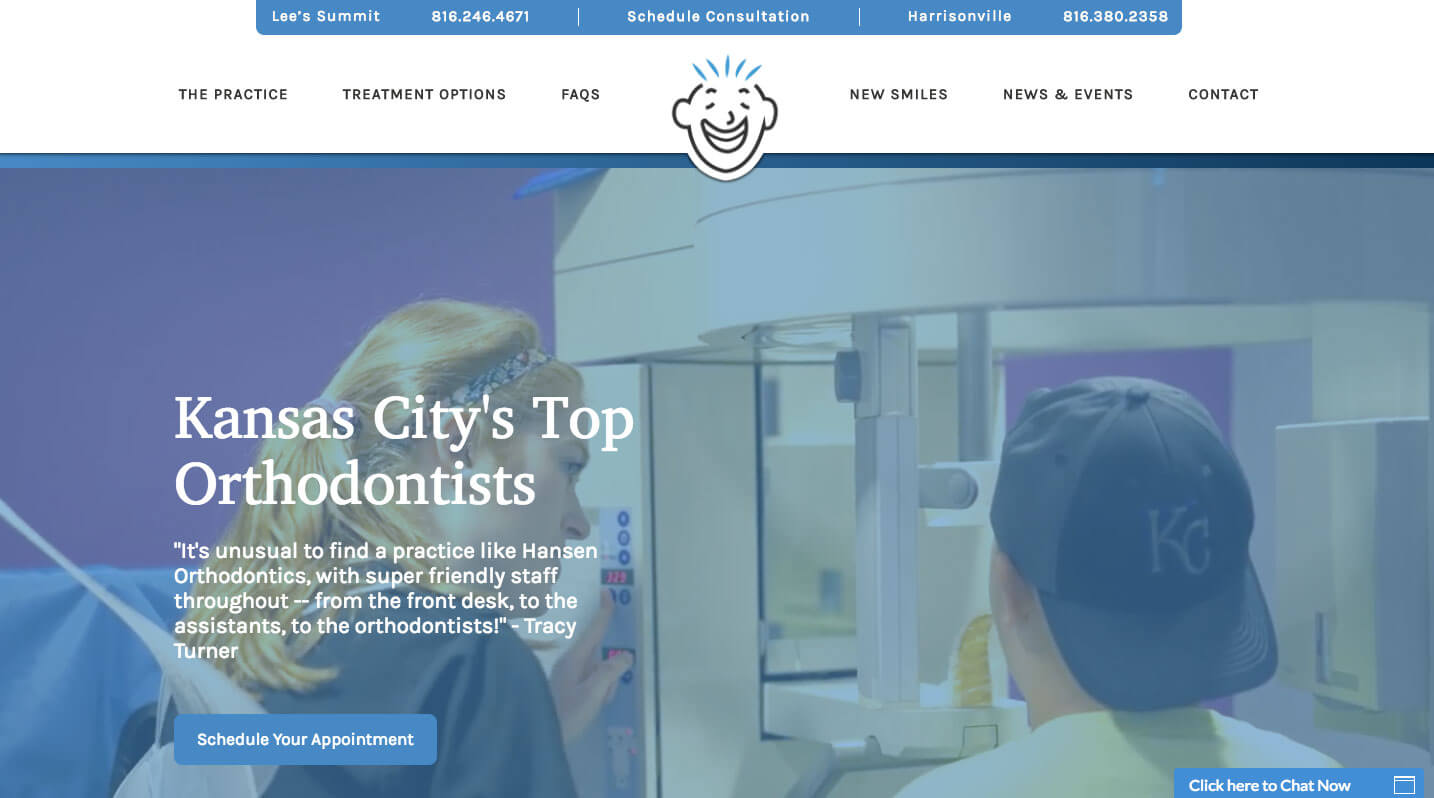 Lee's Summit 816.246.4671 Schedule Consultation Harrisonville 816.380.2358
THE PRACTICE TREATMENT OPTIONS FAQS NEW SMILES NEWS & EVENTS CONTACT
Kansas City's Top
Orthodontists
"It's unusual to find a practice like Hansen
Orthodontics, with super friendly staff
throughout -- from the front desk, to the
assistants, to the orthodontists!" - Tracy
Turner
KC
Schedule Your Appointment
Click here to Chat Now